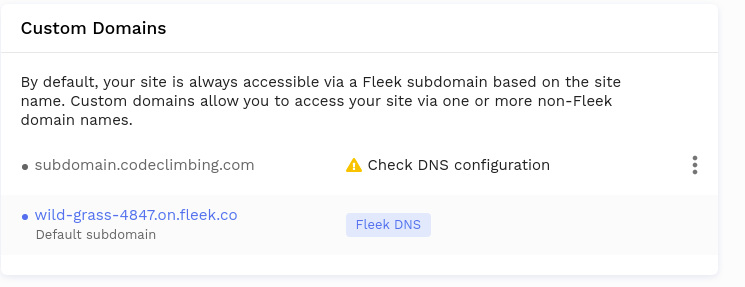 Custom Domains
By default, your site is always accessible via a Fleek subdomain based on the site
name. Custom domains allow you to access your site via one or more non-Fleek
domain names.
subdomain.codeclimbing.com
Check DNS configuration
wild-grass-4847.on.fleek.co
Default subdomain
Fleek DNS